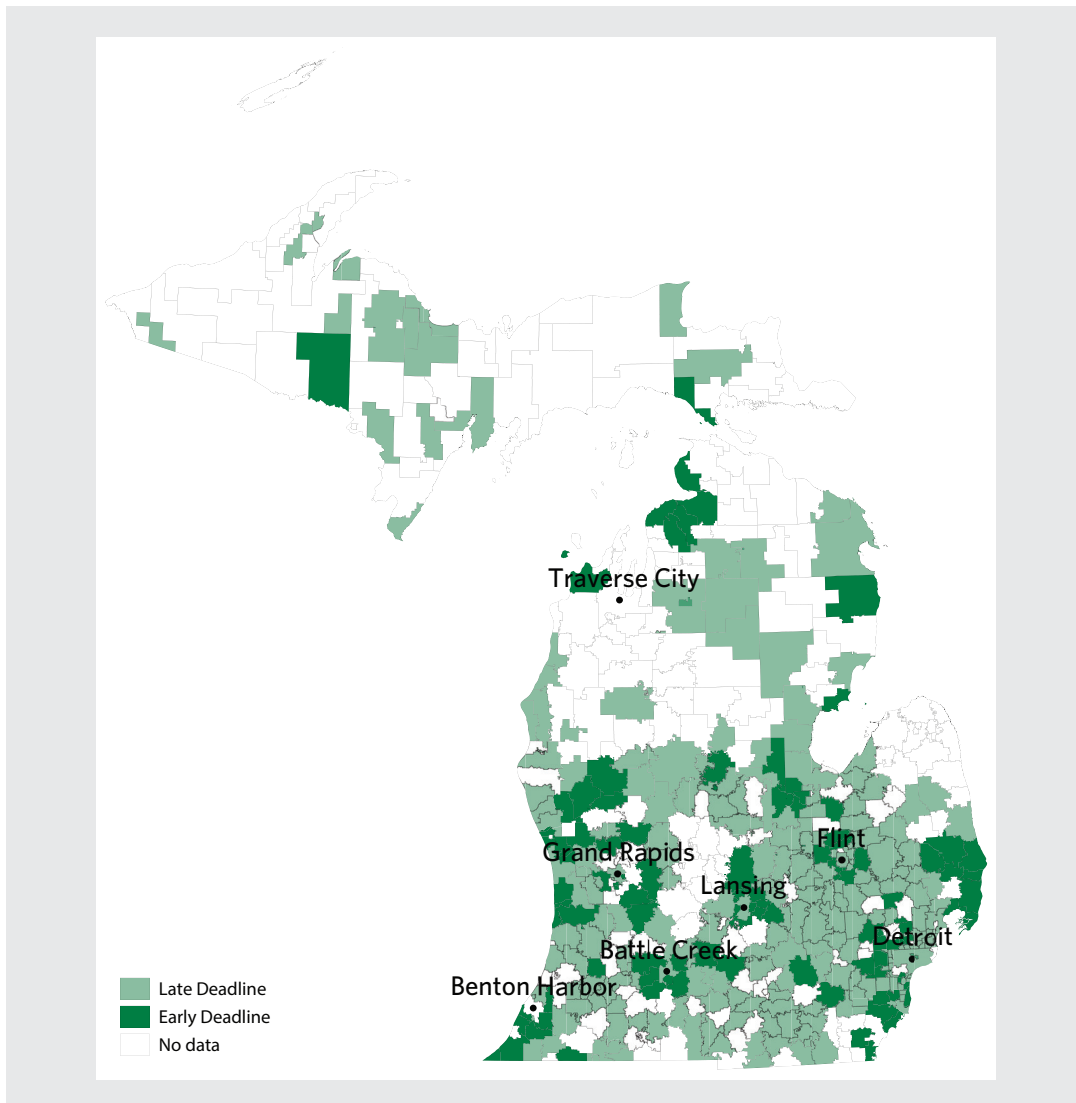 Traverse City
Flint
Grand Rapids
Lansing
Detroit
Battle Creek
Benton Harbor
Late Deadline
Early Deadline
No data